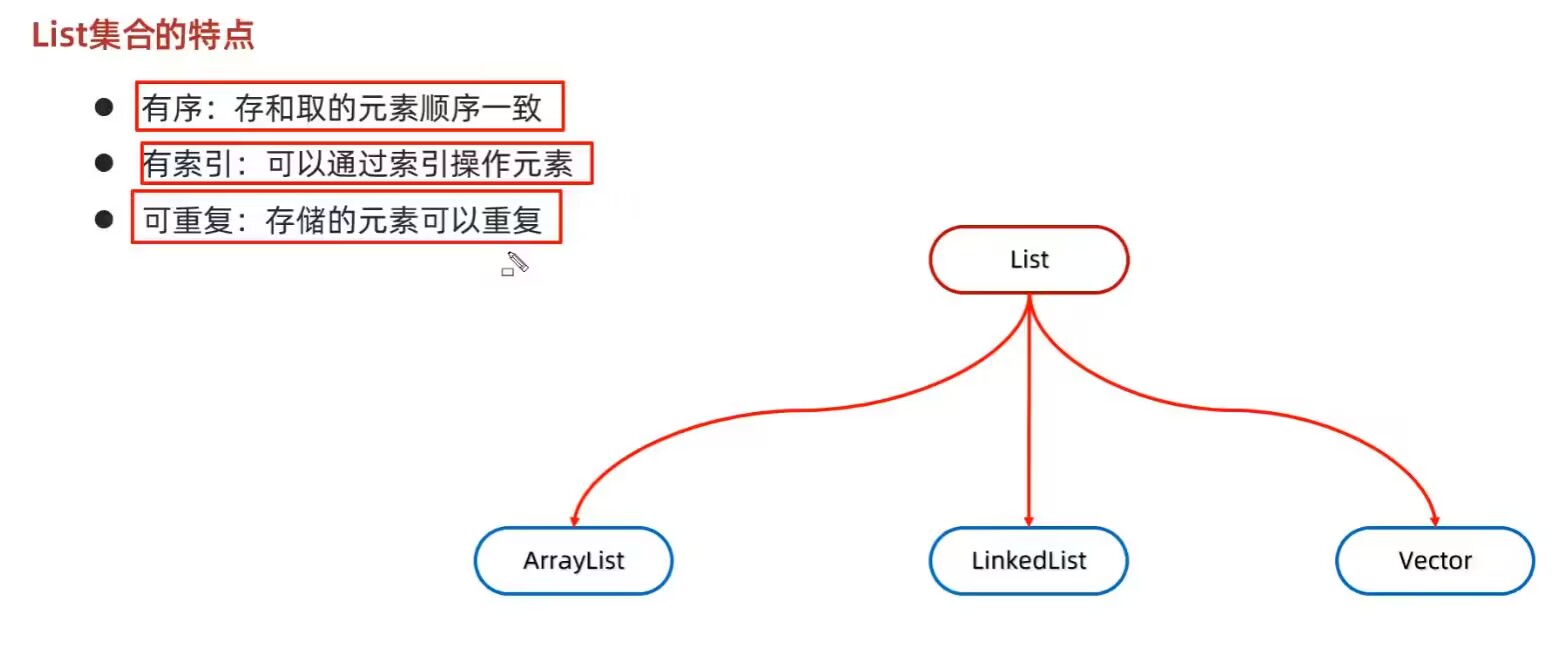 List集合的特点
有序：存和取的元素顺序一致
有索引：可以通过索引操作元素
可重复：存储的元素可以重复
List
ArrayList
LinkedList
Vector